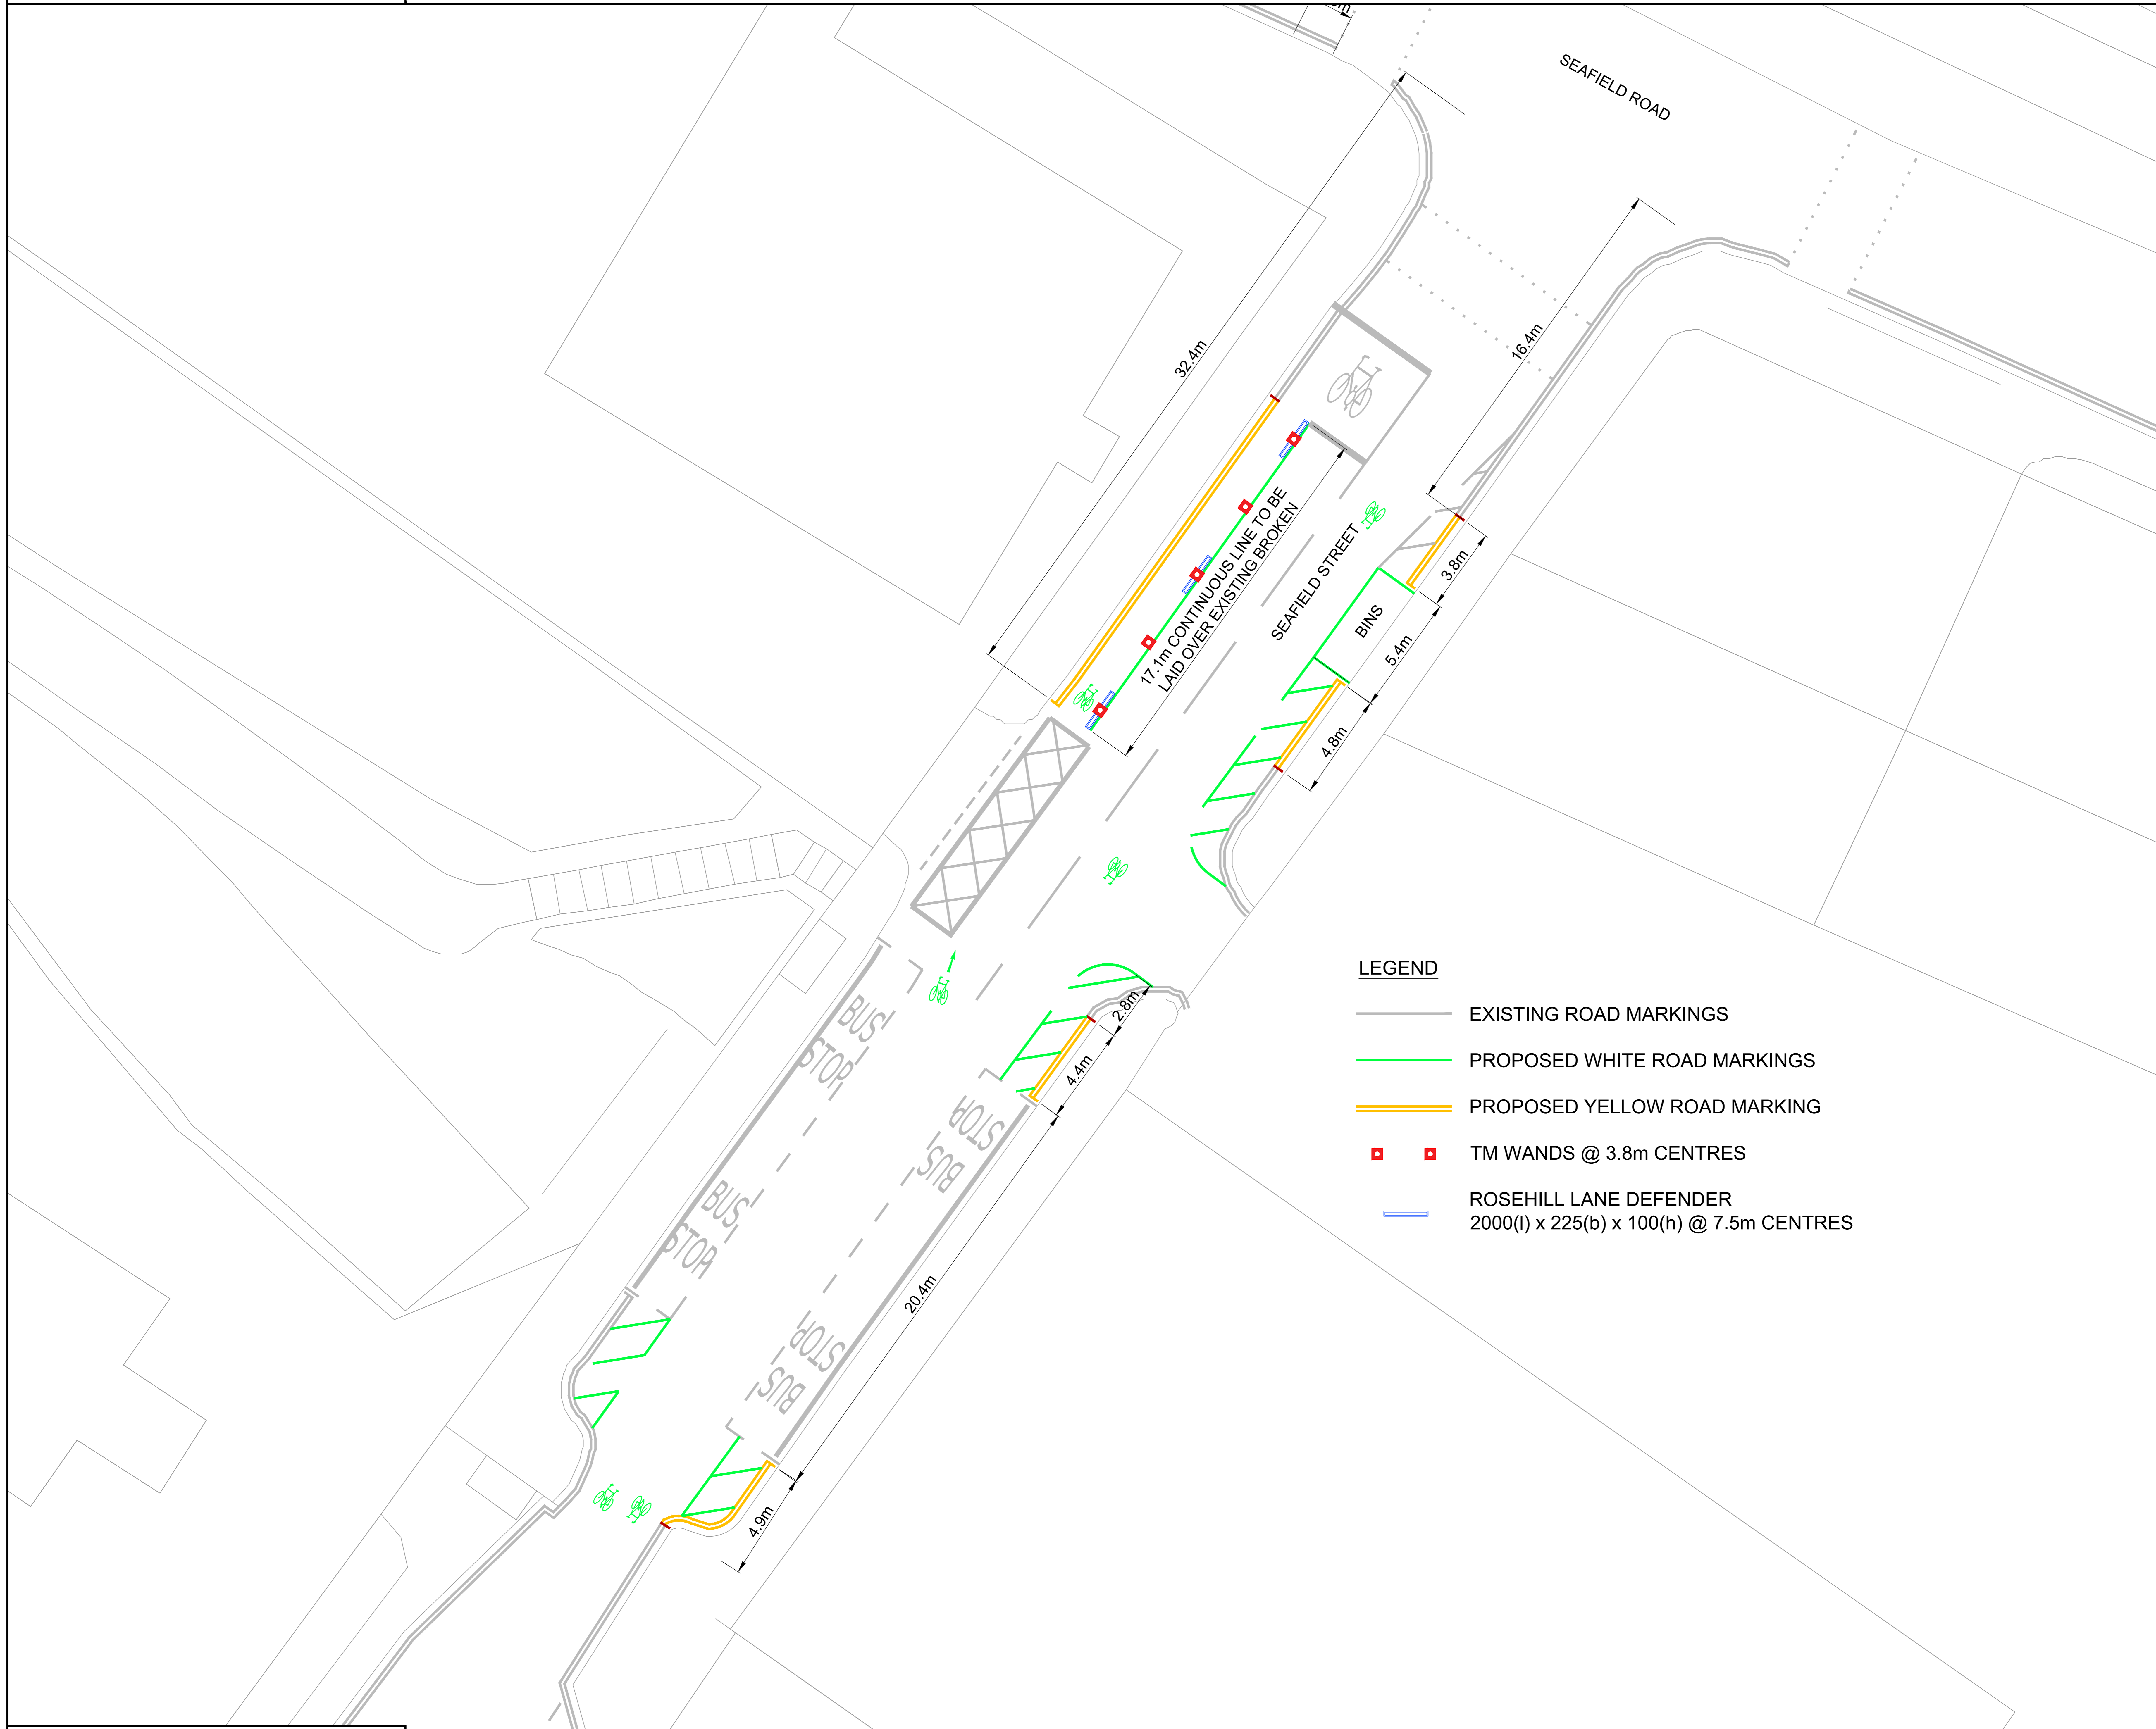 SEAFIELD ROAD
32.4m
16.4m
17.1m CONTINUOUS LINE TO BE
LAID OVER EXISTING BROKEN
SEAFIELD STREET
3.8m
BINS
5.4m
4.8m
BUS
STOP
2.8m
4.4m
STOP
BUS
BUS
STOP
20.4m
STOP
BUS
4.9m
LEGEND
EXISTING ROAD MARKINGS
PROPOSED WHITE ROAD MARKINGS
PROPOSED YELLOW ROAD MARKING
TM WANDS @ 3.8m CENTRES
ROSEHILL LANE DEFENDER
2000(l) x 225(b) x 100(h) @ 7.5m CENTRES